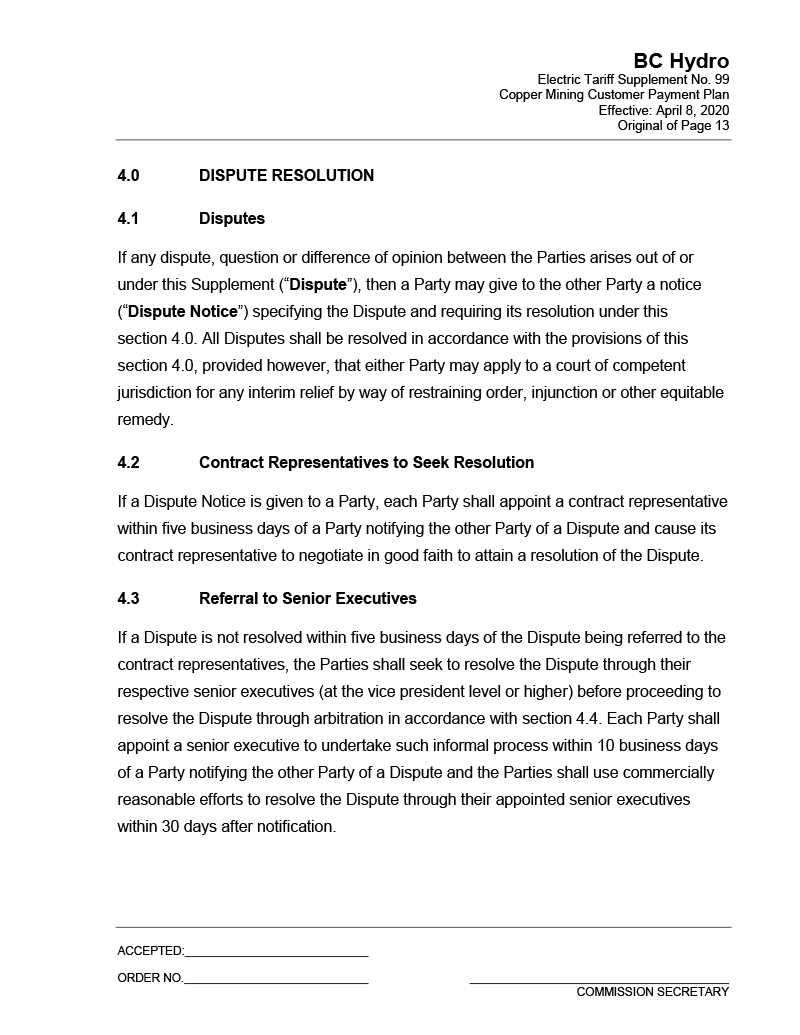 BC Hydro
Electric Tariff Supplement No. 99
Copper Mining Customer Payment Plan
Effective: April 8, 2020
Original of Page 13
4.0 DISPUTE RESOLUTION
4.1 Disputes
If any dispute, question or difference of opinion between the Parties arises out of or
under this Supplement (“Dispute”), then a Party may give to the other Party a notice
(“Dispute Notice”) specifying the Dispute and requiring its resolution under this
section 4.0. All Disputes shall be resolved in accordance with the provisions of this
section 4.0, provided however, that either Party may apply to a court of competent
jurisdiction for any interim relief by way of restraining order, injunction or other equitable
remedy.
4.2 Contract Representatives to Seek Resolution
If a Dispute Notice is given to a Party, each Party shall appoint a contract representative
within five business days of a Party notifying the other Party of a Dispute and cause its
contract representative to negotiate in good faith to attain a resolution of the Dispute.
4.3 Referral to Senior Executives
If a Dispute is not resolved within five business days of the Dispute being referred to the
contract representatives, the Parties shall seek to resolve the Dispute through their
respective senior executives (at the vice president level or higher) before proceeding to
resolve the Dispute through arbitration in accordance with section 4.4. Each Party shall
appoint a senior executive to undertake such informal process within 10 business days
of a Party notifying the other Party of a Dispute and the Parties shall use commercially
reasonable efforts to resolve the Dispute through their appointed senior executives
within 30 days after notification.
ACCEPTED:
ORDER NO.
COMMISSION SECRETARY